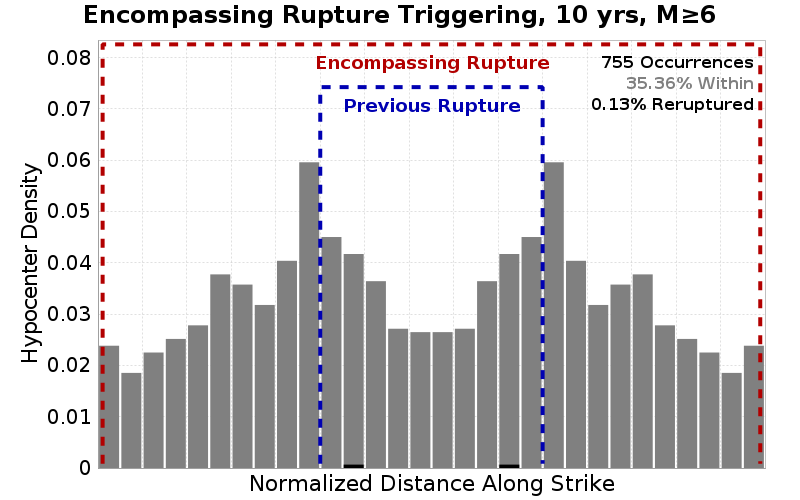 Encompassing Rupture Triggering, 10 yrs, M≥6
Encompassing Rupture
755 Occurrences
35.36% Within
Previous Rupture
0.13% Reruptured
0.08
0.07
0.06
0.05
0.04
0.03
0.02
0.01
0
Hypocenter Density
Normalized Distance Along Strike